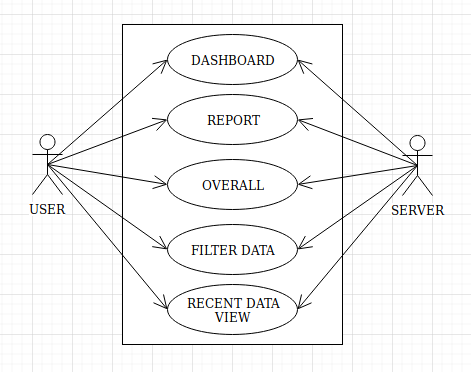 DASHBOARD
REPORT
OVERALL
USER
SERVER
FILTER DATA
RECENT DATA
VIEW